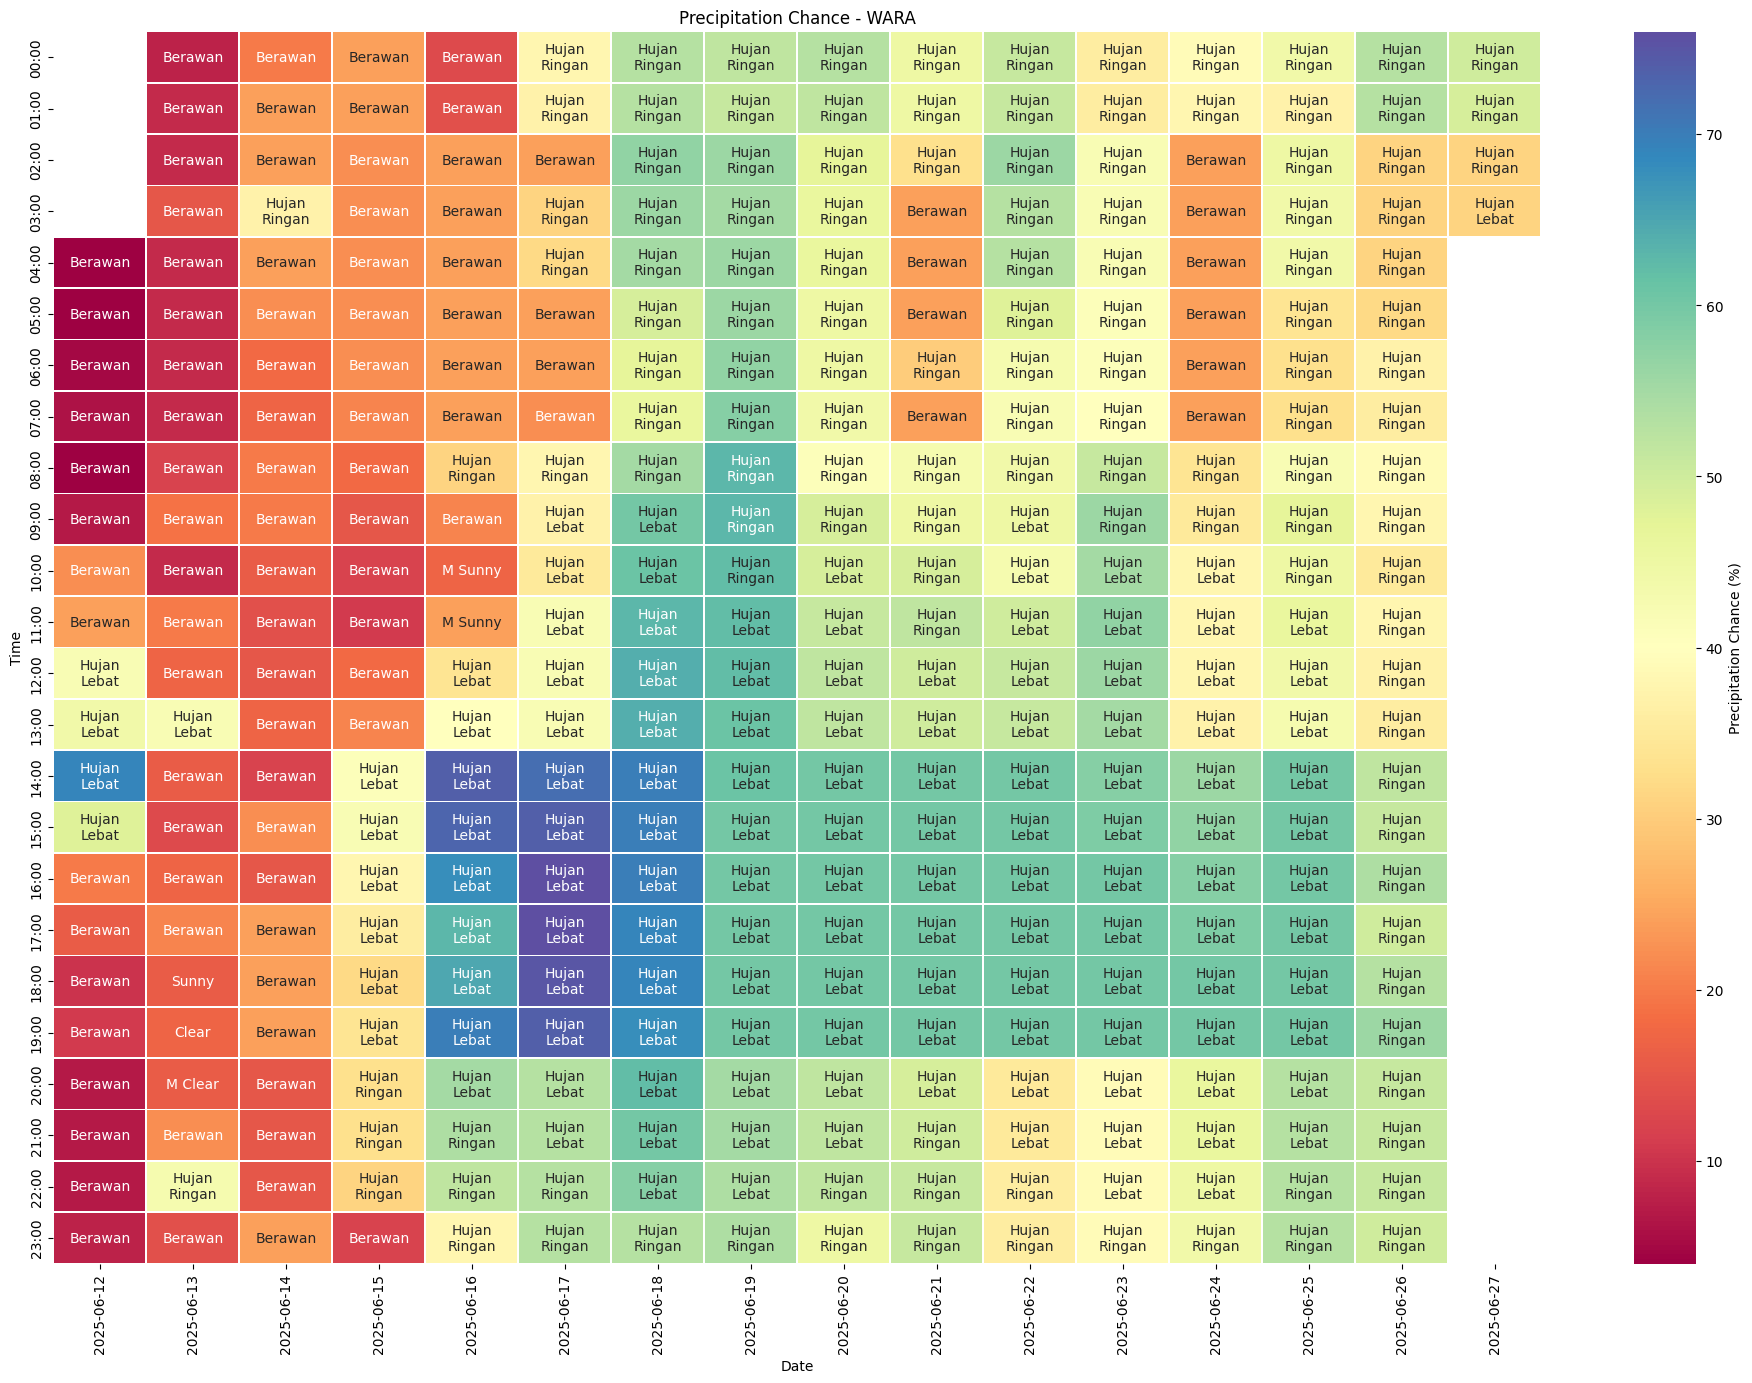 Precipitation Chance - WARA
00:00 Berawan Berawan Berawan Berawan Hujan Ringan Hujan Ringan Hujan Ringan Hujan Ringan Hujan Ringan Hujan Ringan Hujan Ringan Hujan Ringan Hujan Ringan Hujan Ringan Hujan Ringan
01:00 Berawan Berawan Berawan Berawan Hujan Ringan Hujan Ringan Hujan Ringan Hujan Ringan Hujan Ringan Hujan Ringan Hujan Ringan Hujan Ringan Hujan Ringan Hujan Ringan Hujan Ringan
02:00 Berawan Berawan Berawan Berawan Berawan Hujan Ringan Hujan Ringan Hujan Ringan Hujan Ringan Hujan Ringan Hujan Ringan Berawan Hujan Ringan Hujan Ringan Hujan Ringan
03:00 Berawan Hujan Ringan Berawan Berawan Hujan Ringan Hujan Ringan Hujan Ringan Hujan Ringan Berawan Hujan Ringan Hujan Ringan Berawan Hujan Ringan Hujan Ringan Hujan Lebat
04:00 Berawan Berawan Berawan Berawan Berawan Hujan Ringan Hujan Ringan Hujan Ringan Hujan Ringan Berawan Hujan Ringan Hujan Ringan Berawan Hujan Ringan Hujan Ringan
05:00 Berawan Berawan Berawan Berawan Berawan Berawan Hujan Ringan Hujan Ringan Hujan Ringan Berawan Hujan Ringan Hujan Ringan Berawan Hujan Ringan Hujan Ringan
06:00 Berawan Berawan Berawan Berawan Berawan Berawan Hujan Ringan Hujan Ringan Hujan Ringan Hujan Ringan Hujan Ringan Hujan Ringan Berawan Hujan Ringan Hujan Ringan
07:00 Berawan Berawan Berawan Berawan Berawan Berawan Hujan Ringan Hujan Ringan Hujan Ringan Berawan Hujan Ringan Hujan Ringan Berawan Hujan Ringan Hujan Ringan
08:00 Berawan Berawan Berawan Berawan Hujan Ringan Hujan Ringan Hujan Ringan Hujan Ringan Hujan Ringan Hujan Ringan Hujan Ringan Hujan Ringan Hujan Ringan Hujan Ringan Hujan Ringan
09:00 Berawan Berawan Berawan Berawan Berawan Hujan Lebat Hujan Lebat Hujan Ringan Hujan Ringan Hujan Ringan Hujan Lebat Hujan Ringan Hujan Ringan Hujan Ringan Hujan Ringan
10:00 Berawan Berawan Berawan Berawan M Sunny Hujan Lebat Hujan Lebat Hujan Ringan Hujan Lebat Hujan Ringan Hujan Lebat Hujan Lebat Hujan Lebat Hujan Ringan Hujan Ringan
11:00 Berawan Berawan Berawan Berawan M Sunny Hujan Lebat Hujan Lebat Hujan Lebat Hujan Lebat Hujan Ringan Hujan Lebat Hujan Lebat Hujan Lebat Hujan Lebat Hujan Ringan
12:00 Hujan Lebat Berawan Berawan Berawan Hujan Lebat Hujan Lebat Hujan Lebat Hujan Lebat Hujan Lebat Hujan Lebat Hujan Lebat Hujan Lebat Hujan Lebat Hujan Lebat Hujan Ringan
13:00 Hujan Lebat Hujan Lebat Berawan Berawan Hujan Lebat Hujan Lebat Hujan Lebat Hujan Lebat Hujan Lebat Hujan Lebat Hujan Lebat Hujan Lebat Hujan Lebat Hujan Lebat Hujan Ringan
14:00 Hujan Lebat Berawan Berawan Hujan Lebat Hujan Lebat Hujan Lebat Hujan Lebat Hujan Lebat Hujan Lebat Hujan Lebat Hujan Lebat Hujan Lebat Hujan Lebat Hujan Lebat Hujan Ringan
15:00 Hujan Lebat Berawan Berawan Hujan Lebat Hujan Lebat Hujan Lebat Hujan Lebat Hujan Lebat Hujan Lebat Hujan Lebat Hujan Lebat Hujan Lebat Hujan Lebat Hujan Lebat Hujan Ringan
16:00 Berawan Berawan Berawan Hujan Lebat Hujan Lebat Hujan Lebat Hujan Lebat Hujan Lebat Hujan Lebat Hujan Lebat Hujan Lebat Hujan Lebat Hujan Lebat Hujan Lebat Hujan Ringan
17:00 Berawan Berawan Berawan Hujan Lebat Hujan Lebat Hujan Lebat Hujan Lebat Hujan Lebat Hujan Lebat Hujan Lebat Hujan Lebat Hujan Lebat Hujan Lebat Hujan Lebat Hujan Ringan
18:00 Berawan Sunny Berawan Hujan Lebat Hujan Lebat Hujan Lebat Hujan Lebat Hujan Lebat Hujan Lebat Hujan Lebat Hujan Lebat Hujan Lebat Hujan Lebat Hujan Lebat Hujan Ringan
19:00 Berawan Clear Berawan Hujan Lebat Hujan Lebat Hujan Lebat Hujan Lebat Hujan Lebat Hujan Lebat Hujan Lebat Hujan Lebat Hujan Lebat Hujan Lebat Hujan Lebat Hujan Ringan
20:00 Berawan M Clear Berawan Hujan Ringan Hujan Lebat Hujan Lebat Hujan Lebat Hujan Lebat Hujan Lebat Hujan Lebat Hujan Lebat Hujan Lebat Hujan Lebat Hujan Lebat Hujan Ringan
21:00 Berawan Berawan Berawan Hujan Ringan Hujan Ringan Hujan Lebat Hujan Lebat Hujan Lebat Hujan Lebat Hujan Ringan Hujan Lebat Hujan Lebat Hujan Lebat Hujan Lebat Hujan Ringan
22:00 Berawan Hujan Ringan Berawan Hujan Ringan Hujan Ringan Hujan Ringan Hujan Lebat Hujan Lebat Hujan Ringan Hujan Ringan Hujan Ringan Hujan Lebat Hujan Lebat Hujan Ringan Hujan Ringan
23:00 Berawan Berawan Berawan Berawan Hujan Ringan Hujan Ringan Hujan Ringan Hujan Ringan Hujan Ringan Hujan Ringan Hujan Ringan Hujan Ringan Hujan Ringan Hujan Ringan Hujan Ringan
Time
2025-06-12 2025-06-13 2025-06-14 2025-06-15 2025-06-16 2025-06-17 2025-06-18 2025-06-19 2025-06-20 2025-06-21 2025-06-22 2025-06-23 2025-06-24 2025-06-25 2025-06-26 2025-06-27
Date
70
60
50
40
30
20
10
Precipitation Chance (%)